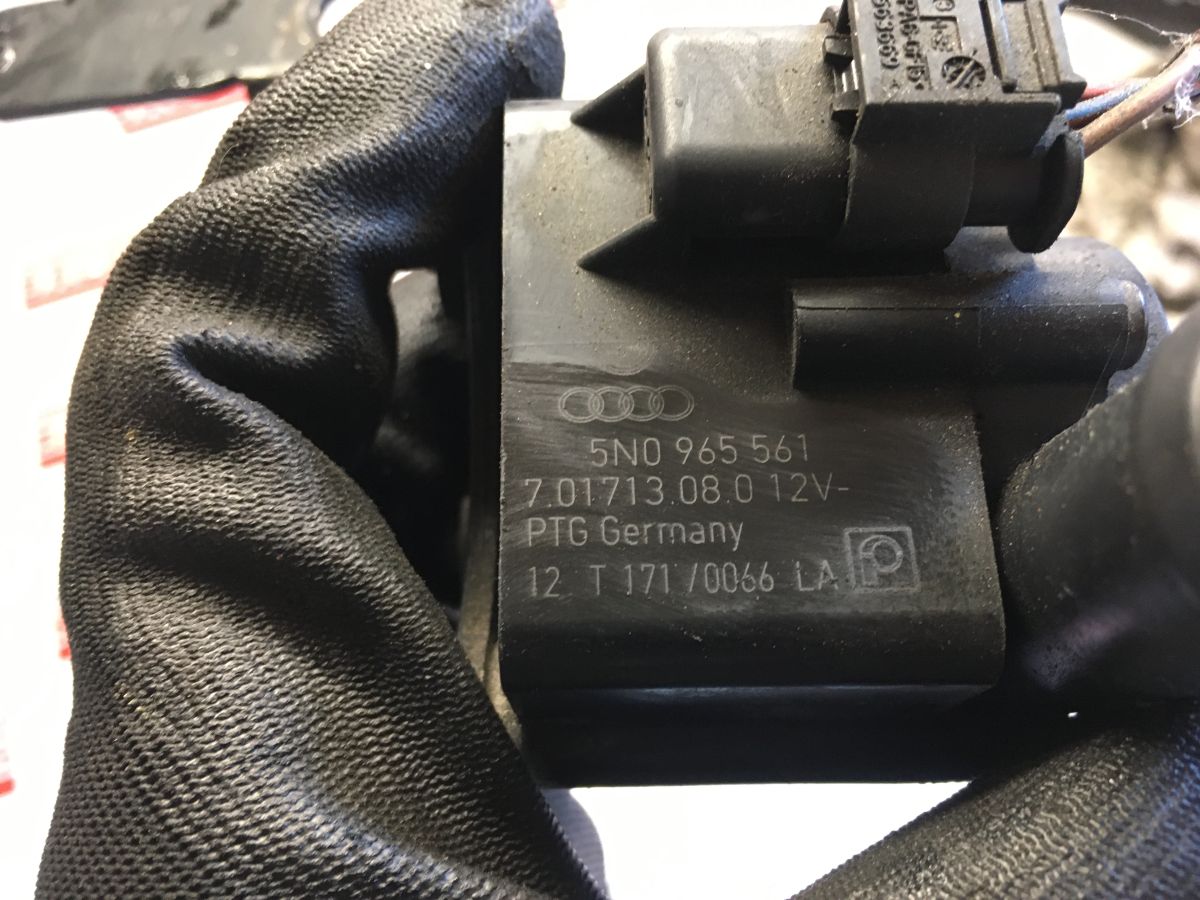 5N0 965 561
7.01713.08.0 12V-
PTG Germany
12 T 171 /0066 LA